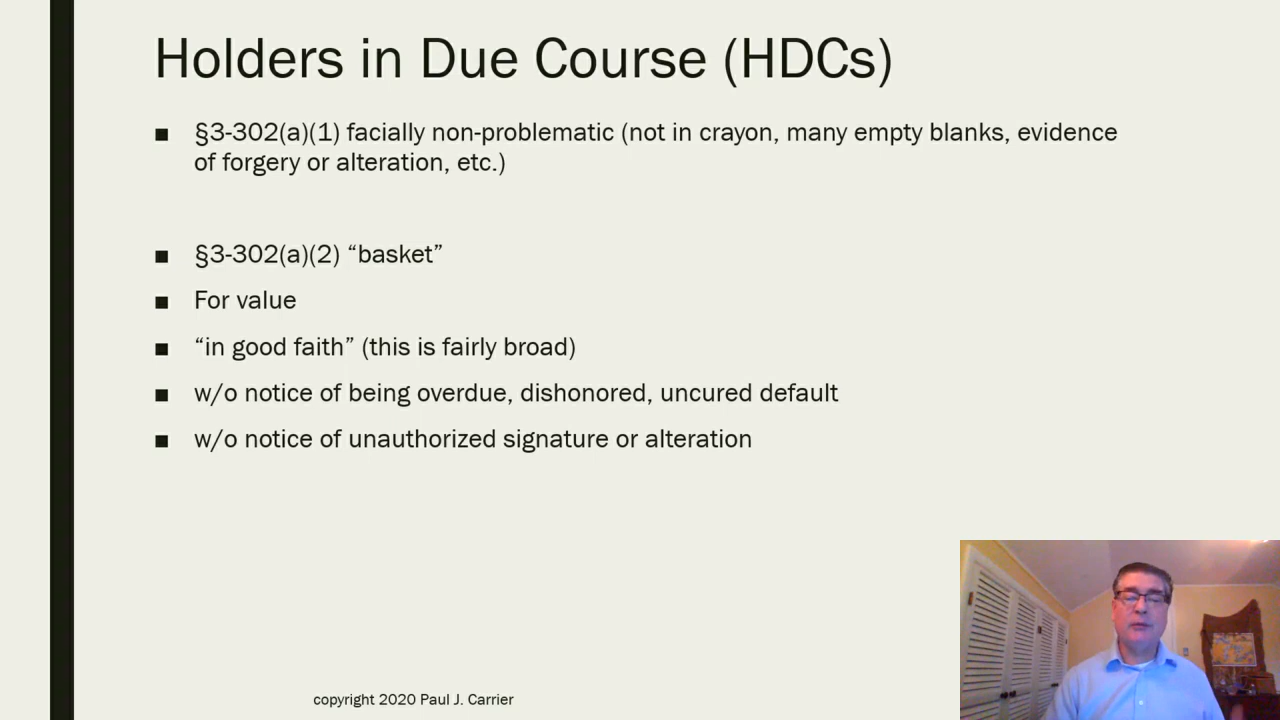 Holders in Due Course (HDCs)
■ §3-302(a)(1) facially non-problematic (not in crayon, many empty blanks, evidence
of forgery or alteration, etc.)
■ §3-302(a)(2) “basket”
■ For value
■ “in good faith” (this is fairly broad)
■ w/o notice of being overdue, dishonored, uncured default
■ w/o notice of unauthorized signature or alteration
copyright 2020 Paul J. Carrier